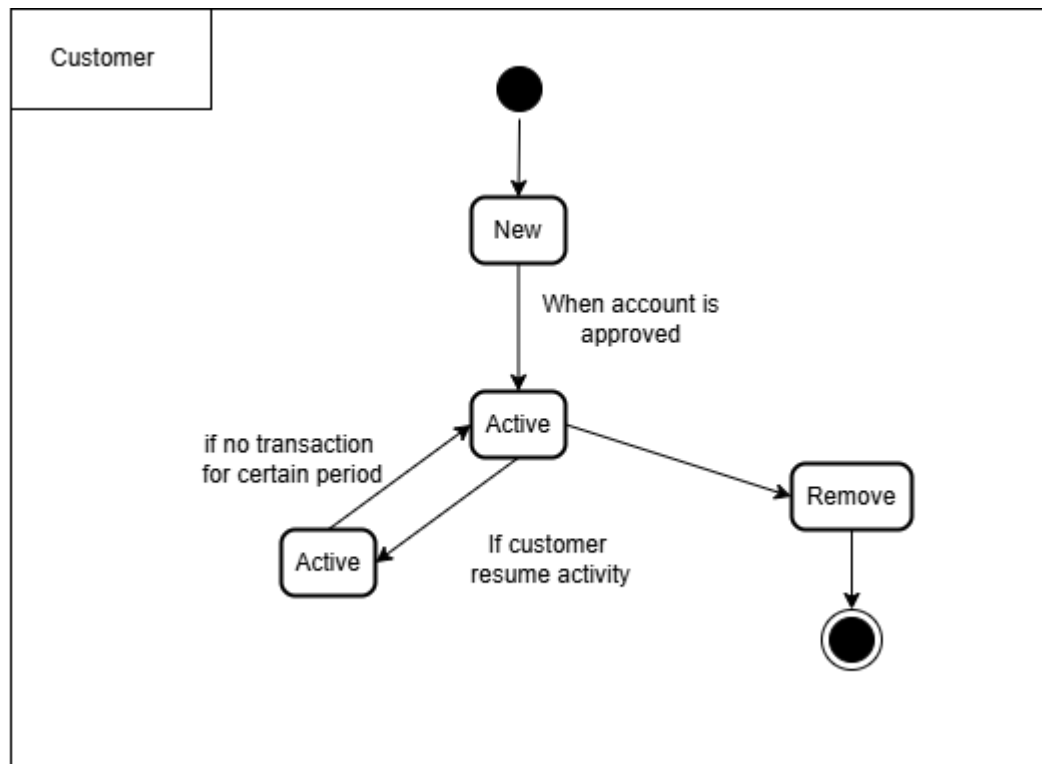 Customer
New
When account is
approved
Active
if no transaction
for certain period
Remove
Active
If customer
resume activity